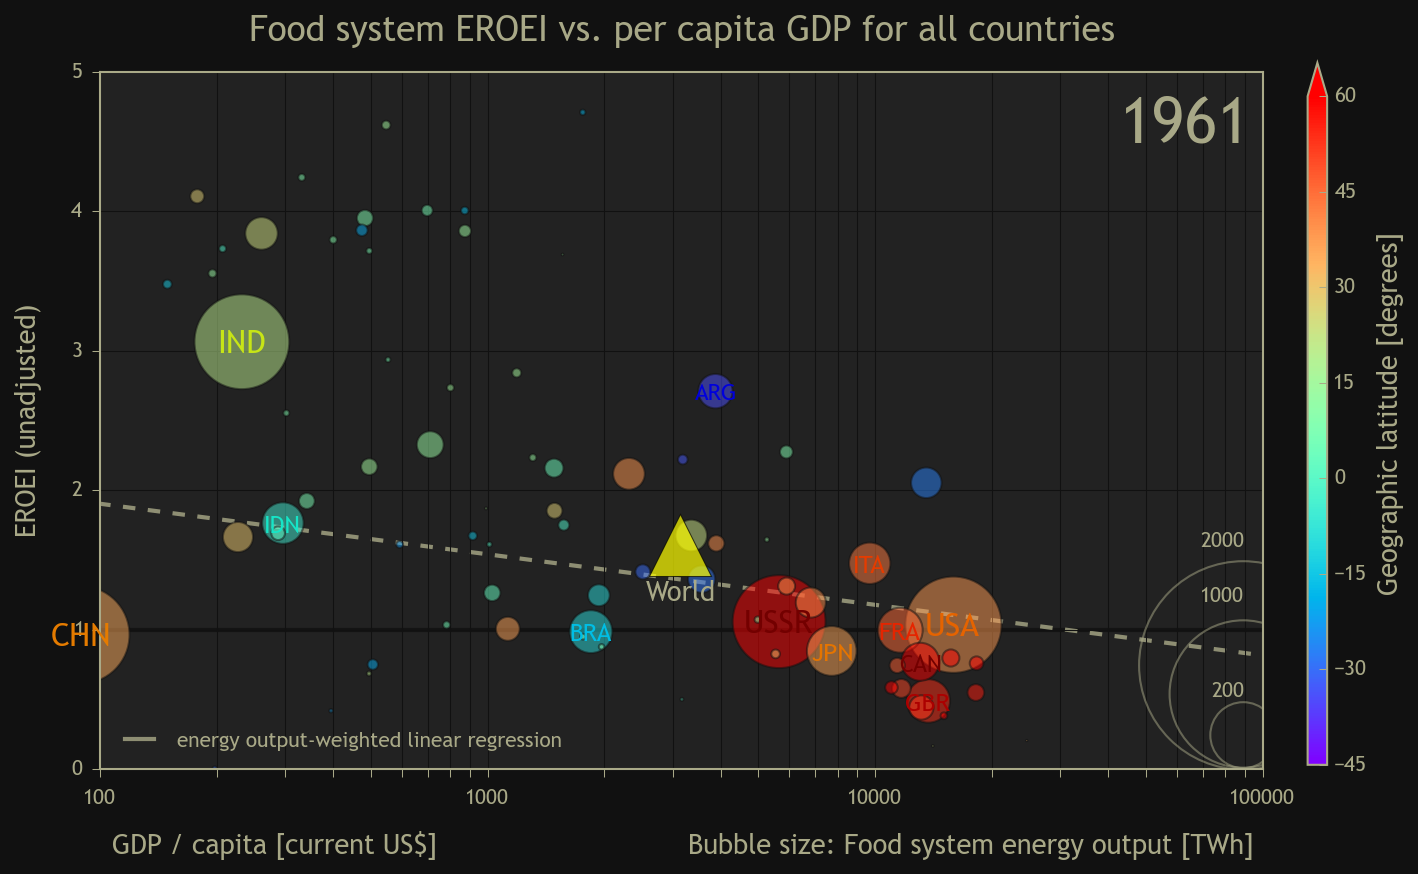 Food system EROEI vs. per capita GDP for all countries
1961
5
4
3
2
1
0
EROEI (unadjusted)
IND
ARG
IDN
World
ITA
CHN
BRA
USSR
FRA
USA
JPN
CAN
GBR
2000
1000
200
energy output-weighted linear regression
100
1000
10000
100000
GDP / capita [current US$]
Bubble size: Food system energy output [TWh]
60
45
30
15
0
−15
−30
−45
Geographic latitude [degrees]